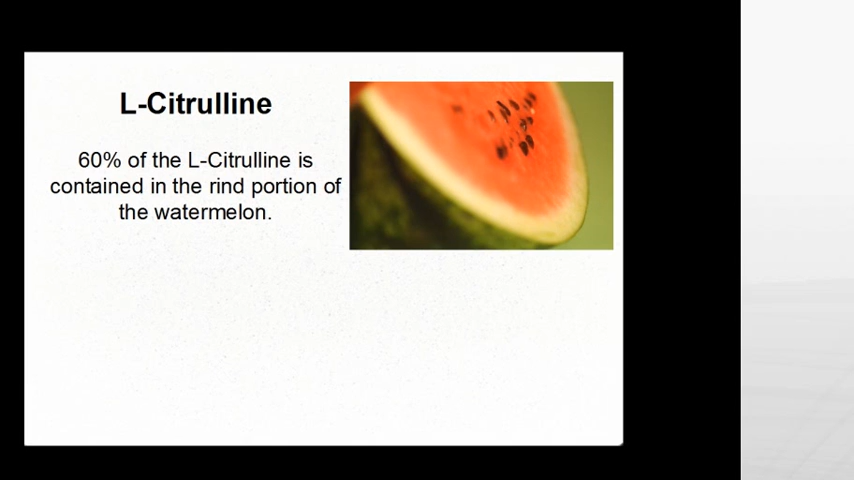 L-Citrulline
60% of the L-Citrulline is
contained in the rind portion of
the watermelon.